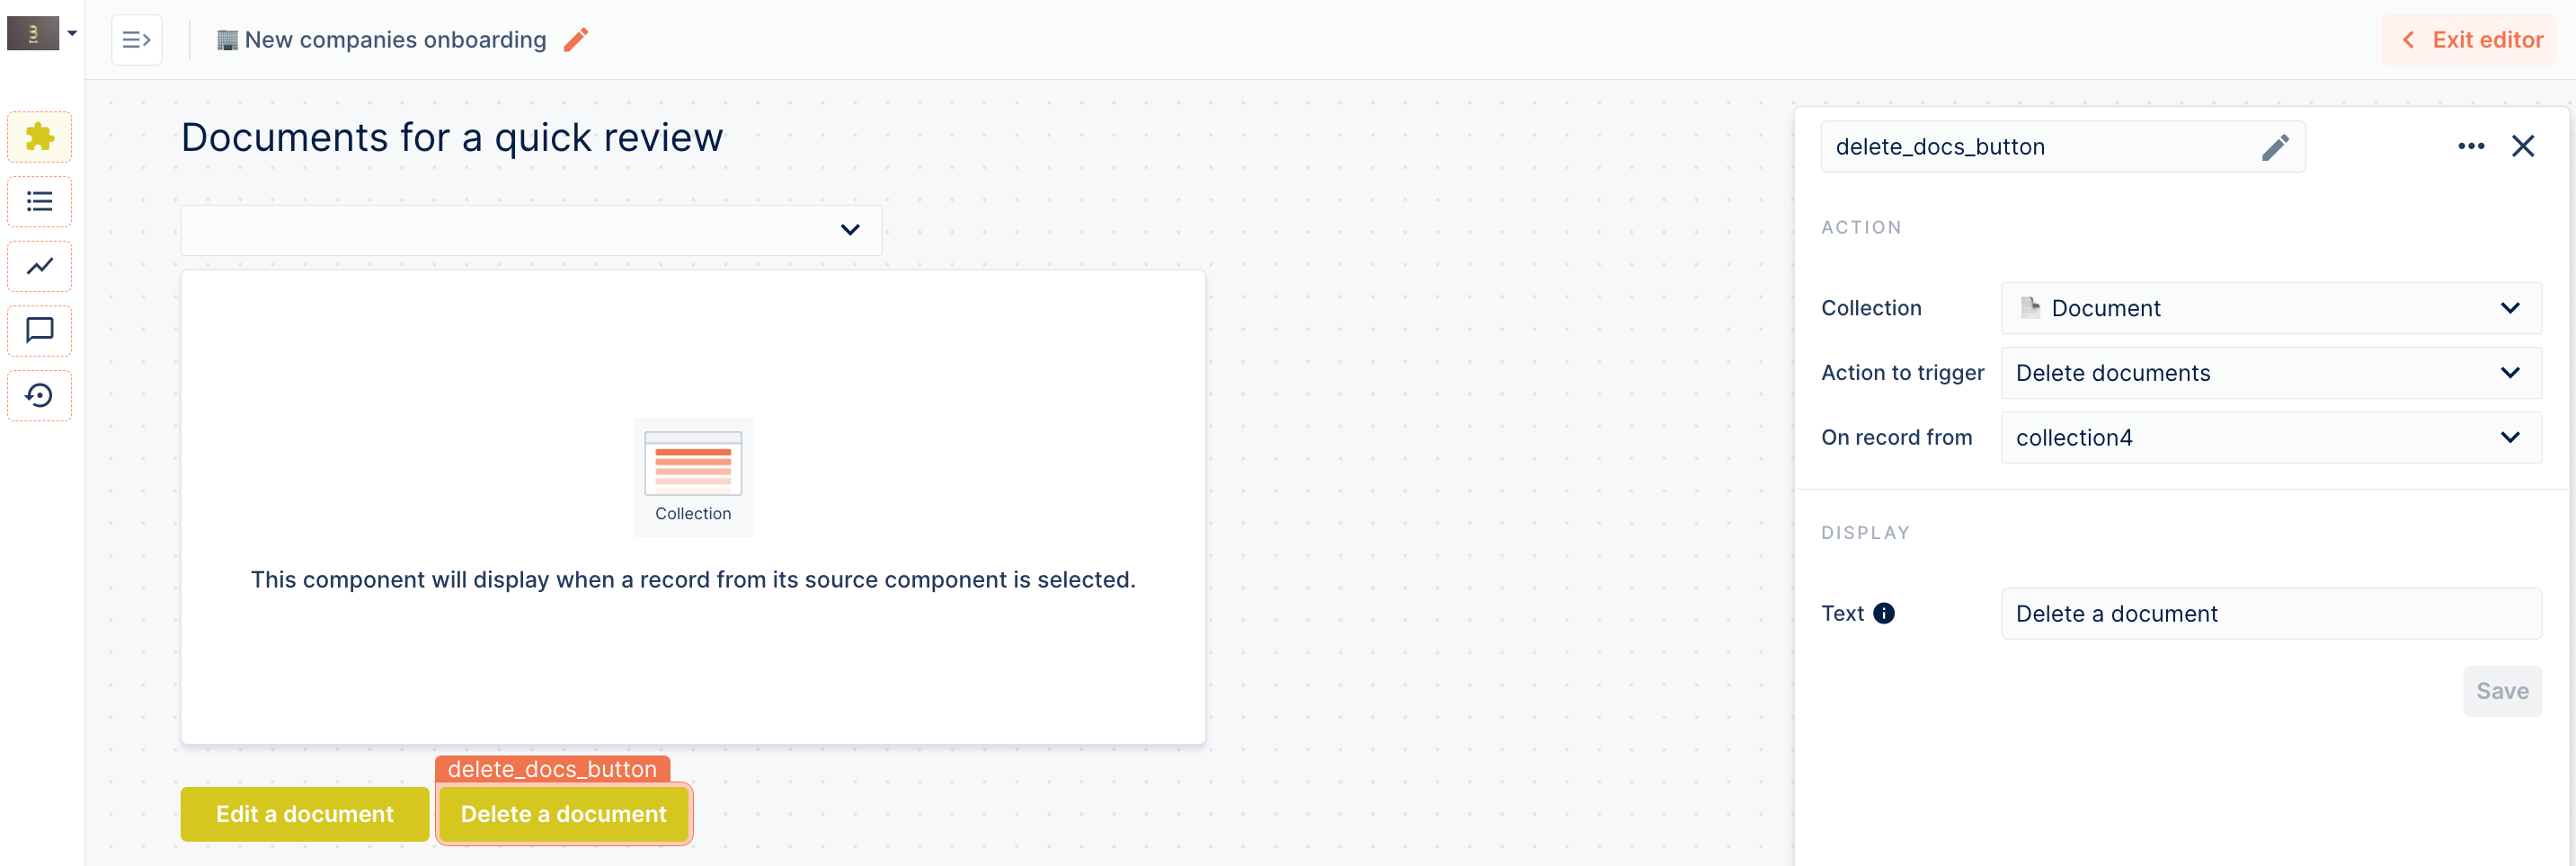 New companies onboarding
Exit editor
Documents for a quick review
Collection
This component will display when a record from its source component is selected.
delete_docs_button
Edit a document
Delete a document
delete_docs_button
ACTION
Collection
Document
Action to trigger
Delete documents
On record from
collection4
DISPLAY
Text
Delete a document
Save